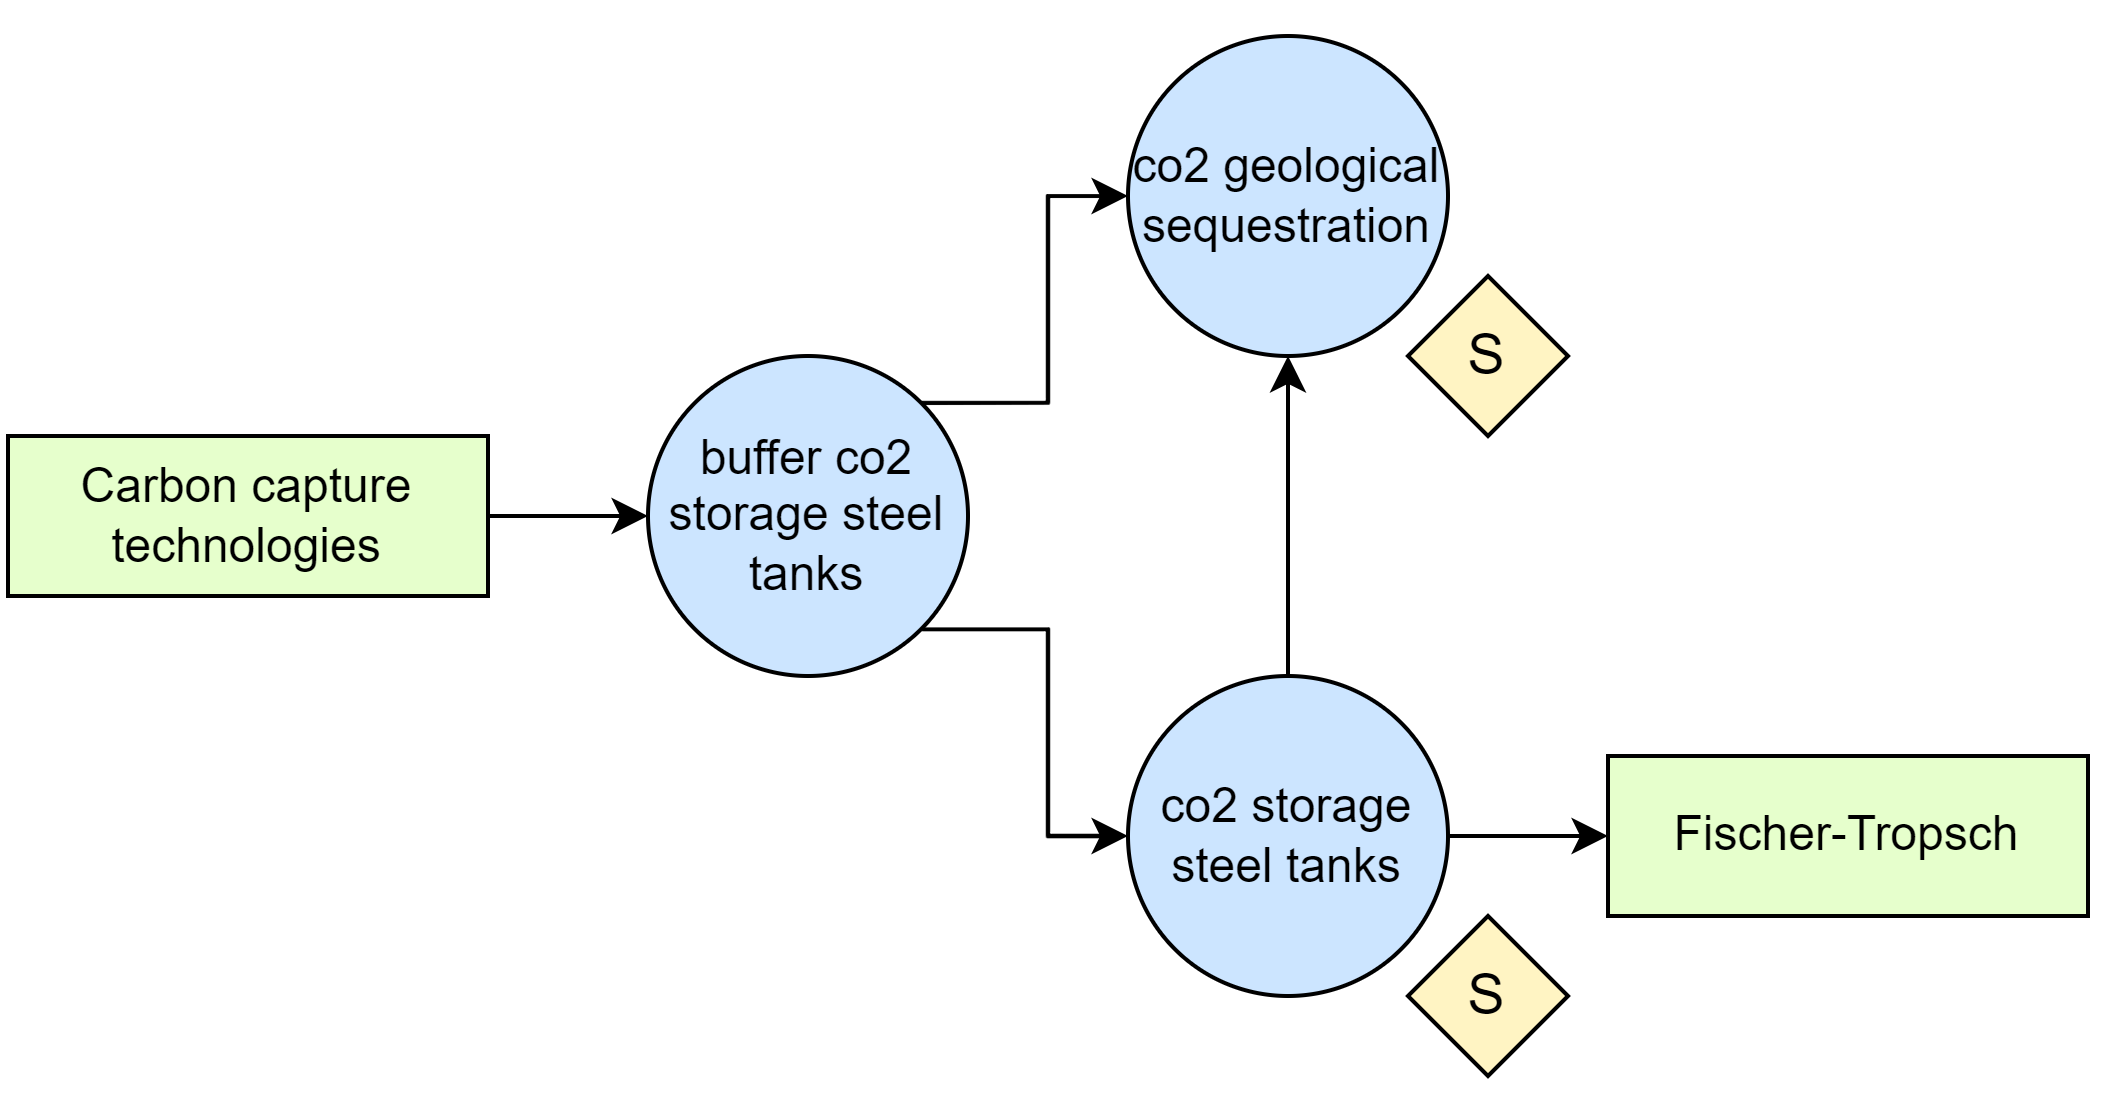 co2 geological
sequestration
S
buffer co2
storage steel
tanks
Carbon capture
technologies
co2 storage
steel tanks
Fischer-Tropsch
S